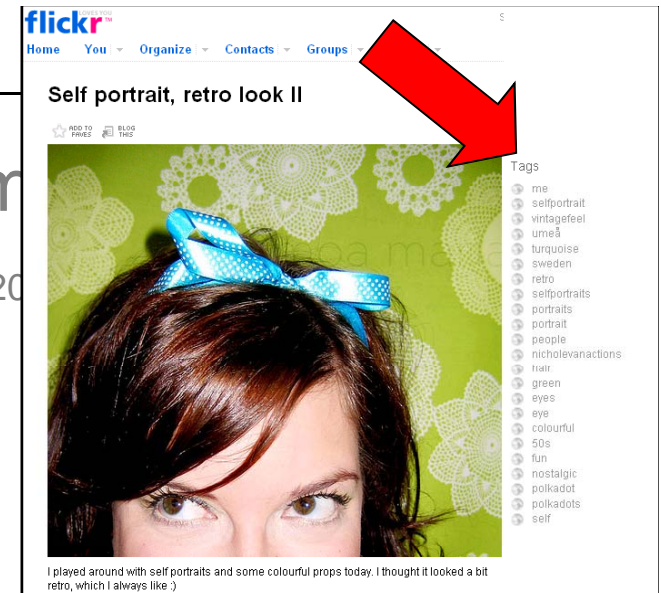 LOVES YOU
flickr™
Home You Organize Contacts Groups
Self portrait, retro look II
ADD TO FAVES BLOG THIS
Tags
me
selfportrait
vintagefeel
umeå
turquoise
sweden
retro
selfportraits
portraits
portrait
people
nicholevanactions
hair
green
eyes
eye
colourful
50s
fun
nostalgic
polkadot
polkadots
self
I played around with self portraits and some colourful props today. I thought it looked a bit
retro, which I always like :)